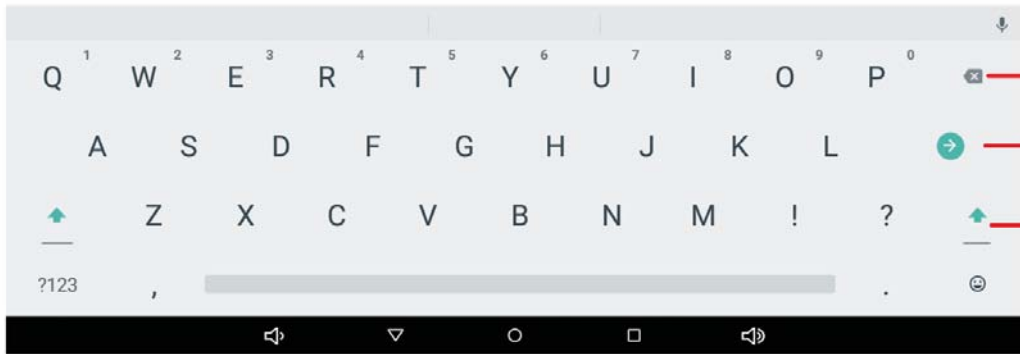 1 2 3 4 5 6 7 8 9 0
Q W E R T Y U I O P
A S D F G H J K L
Z X C V B N M ! ?
?123 , .